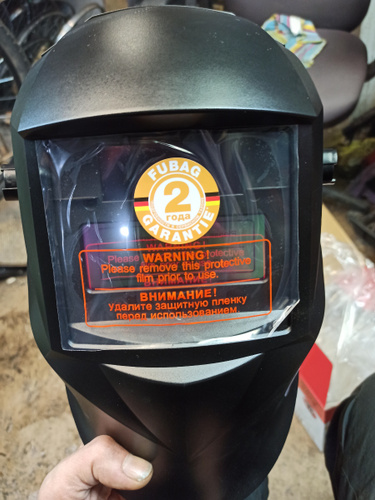 FUBAG
2
года
GARANTIE
WARNING!
Please remove this protective
film prior to use.
ВНИМАНИЕ!
Удалите защитную пленку
перед использованием.